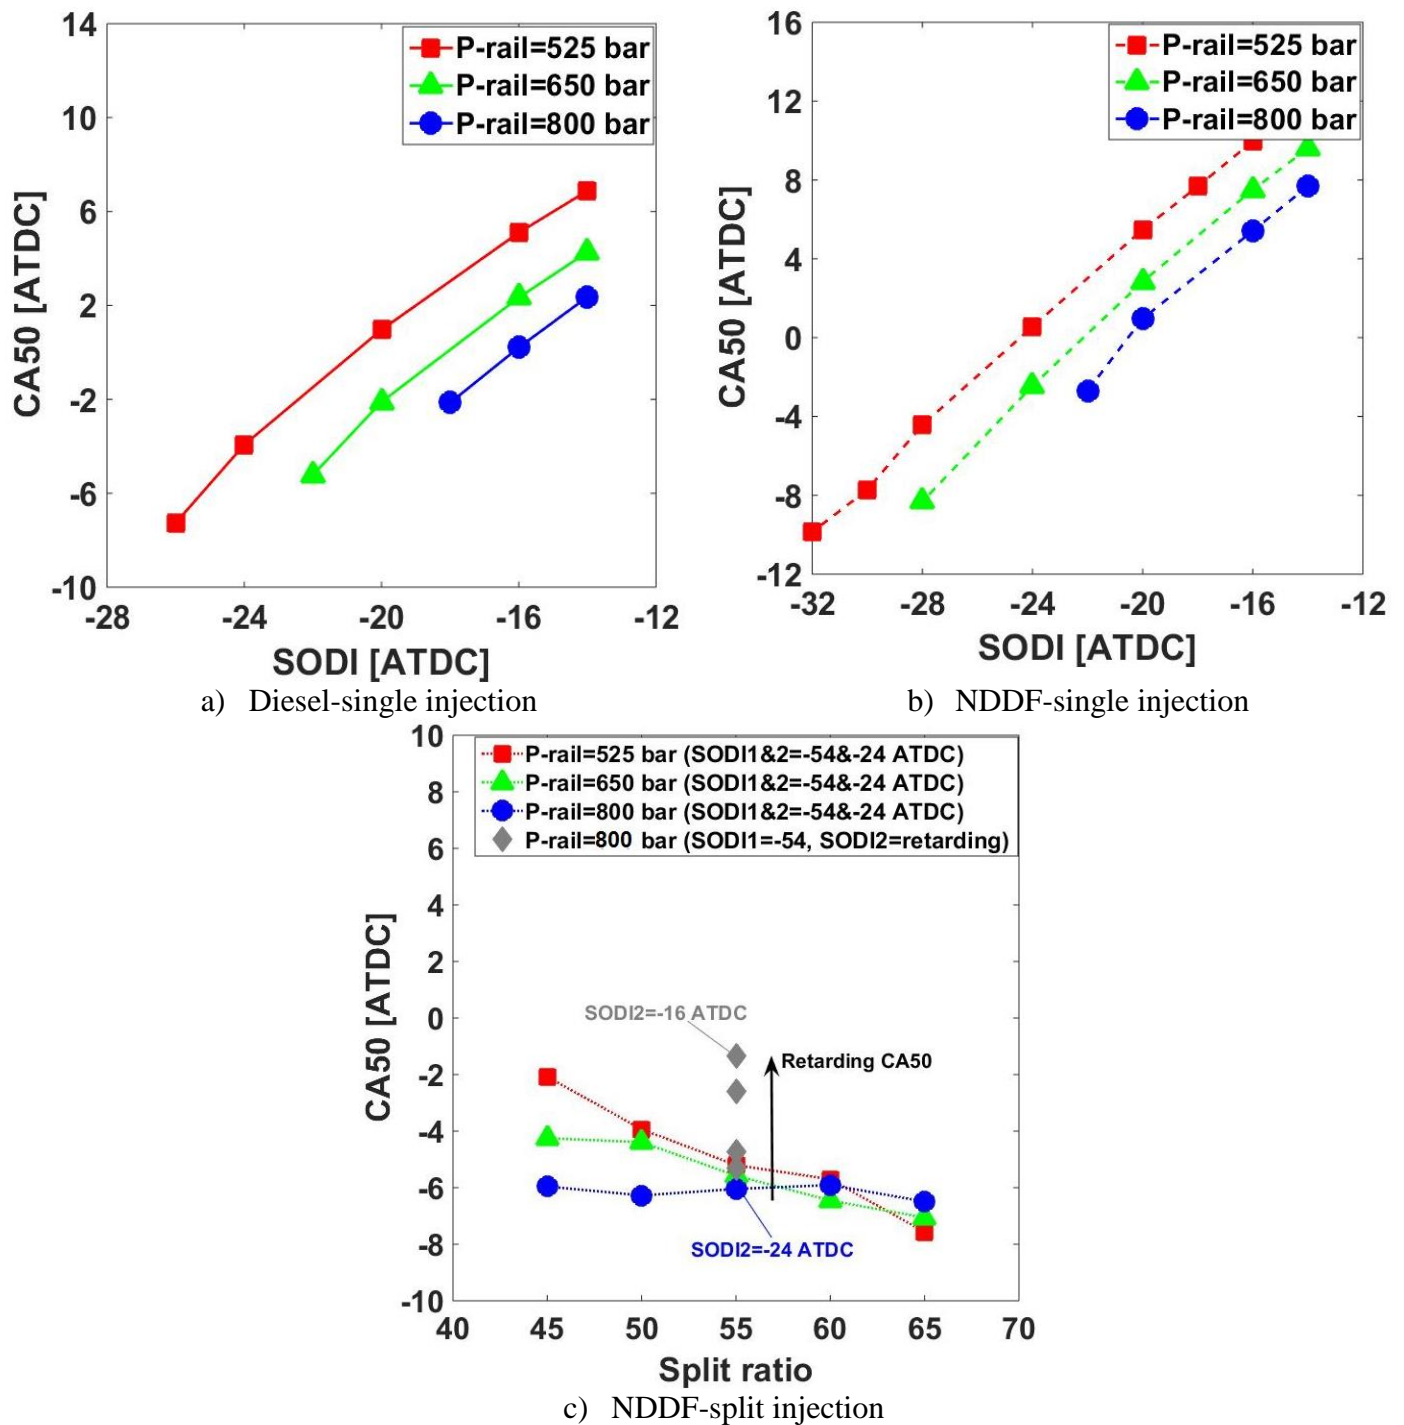 14
10
6
2
-2
-6
-10
CA50 [ATDC]
P-rail=525 bar
P-rail=650 bar
P-rail=800 bar
-28 -24 -20 -16 -12
SODI [ATDC]
a) Diesel-single injection
16
12
8
4
0
-4
-8
-12
CA50 [ATDC]
P-rail=525 bar
P-rail=650 bar
P-rail=800 bar
-32 -28 -24 -20 -16 -12
SODI [ATDC]
b) NDDF-single injection
10
8
6
4
2
0
-2
-4
-6
-8
-10
CA50 [ATDC]
P-rail=525 bar (SODI1&2=-54&-24 ATDC)
P-rail=650 bar (SODI1&2=-54&-24 ATDC)
P-rail=800 bar (SODI1&2=-54&-24 ATDC)
P-rail=800 bar (SODI1=-54, SODI2=retarding)
SODI2=-16 ATDC
Retarding CA50
SODI2=-24 ATDC
40 45 50 55 60 65 70
Split ratio
c) NDDF-split injection